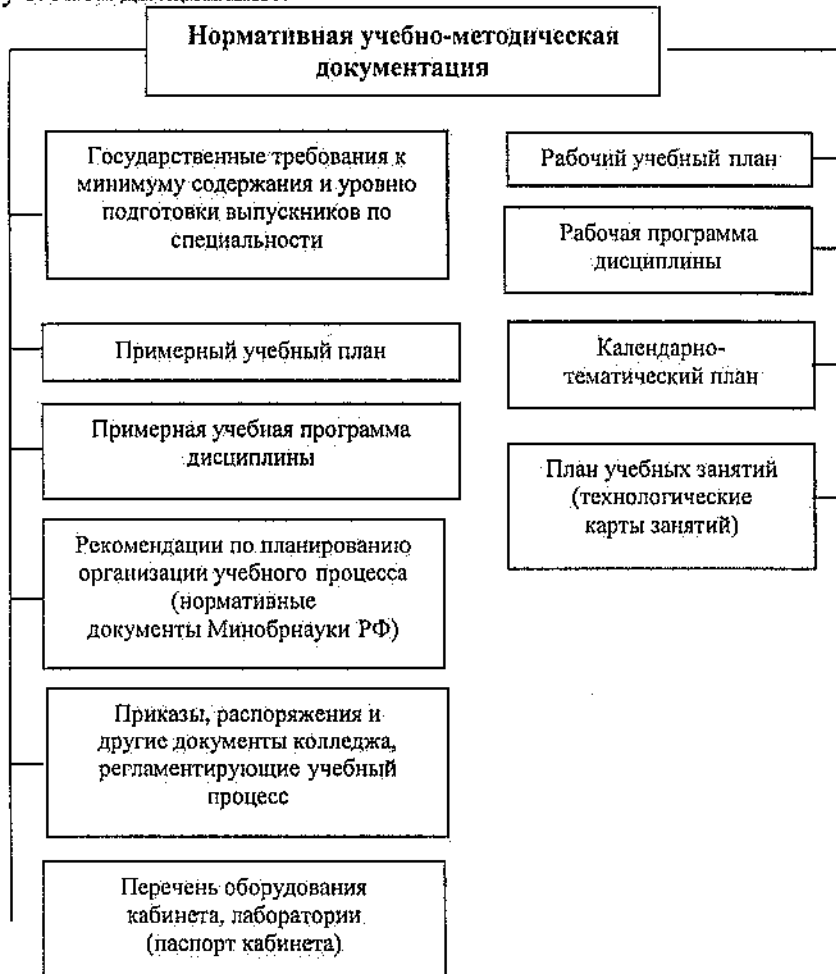 Нормативная учебно-методическая
документация
Государственные требования к
минимуму содержания и уровню
подготовки выпускников по
специальности
Примерный учебный план
Примерная учебная программа
дисциплины
Рекомендации по планированию
организации учебного процесса
(нормативные
документы Минобрнауки РФ)
Приказы, распоряжения и
другие документы колледжа,
регламентирующие учебный
процесс
Перечень оборудования
кабинета, лаборатории
(паспорт кабинета)
Рабочий учебный план
Рабочая программа
дисциплины
Календарно-
тематический план
План учебных занятий
(технологические
карты занятий)